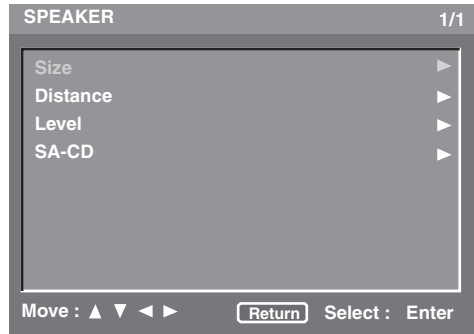 SPEAKER 1/1
Size ▶
Distance ▶
Level ▶
SA-CD ▶
Move : ▲ ▼ ◀ ▶ Return Select : Enter